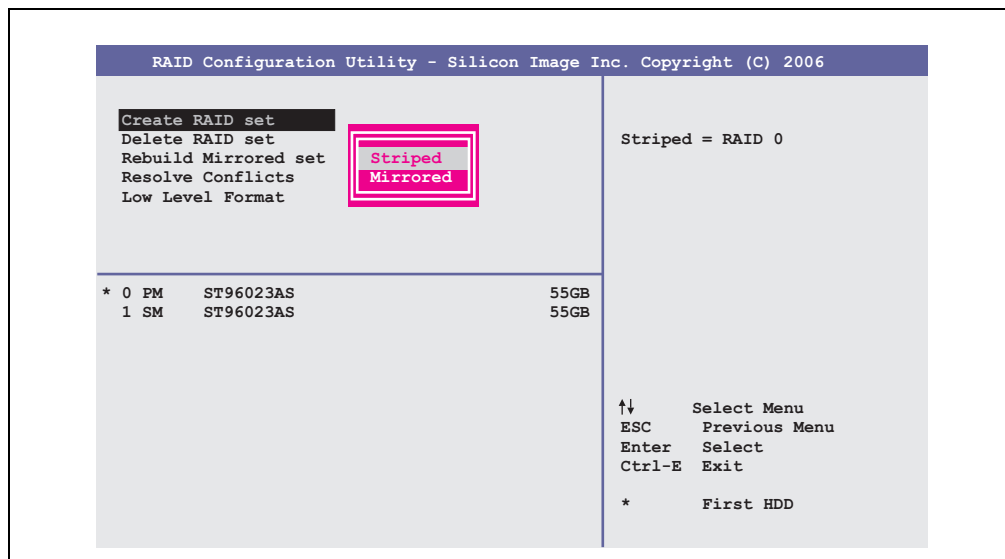 RAID Configuration Utility - Silicon Image Inc. Copyright (C) 2006
Create RAID set
Delete RAID set
Rebuild Mirrored set
Resolve Conflicts
Low Level Format
Striped
Mirrored
Striped = RAID 0
* 0 PM ST96023AS 55GB
1 SM ST96023AS 55GB
↑↓ Select Menu
ESC Previous Menu
Enter Select
Ctrl-E Exit
* First HDD